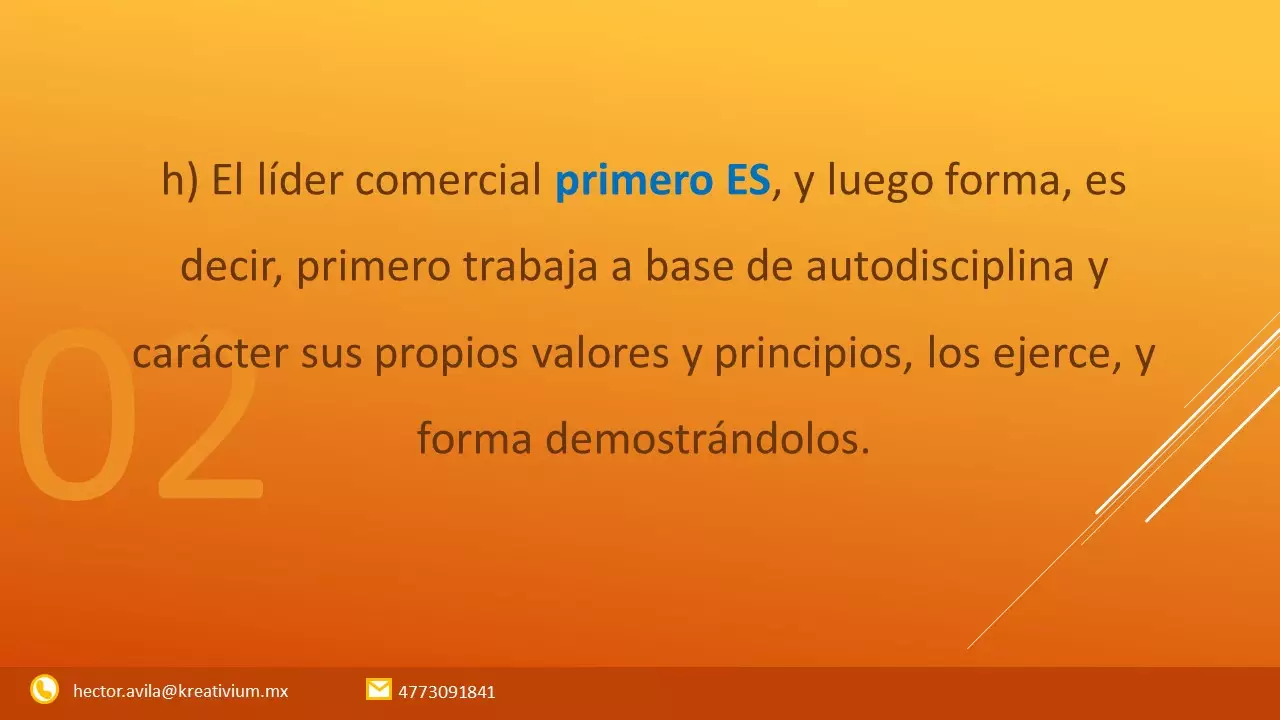 h) El líder comercial primero ES, y luego forma, es
decir, primero trabaja a base de autodisciplina y
carácter sus propios valores y principios, los ejerce, y
forma demostrándolos.
02
hector.avila@kreativium.mx
4773091841